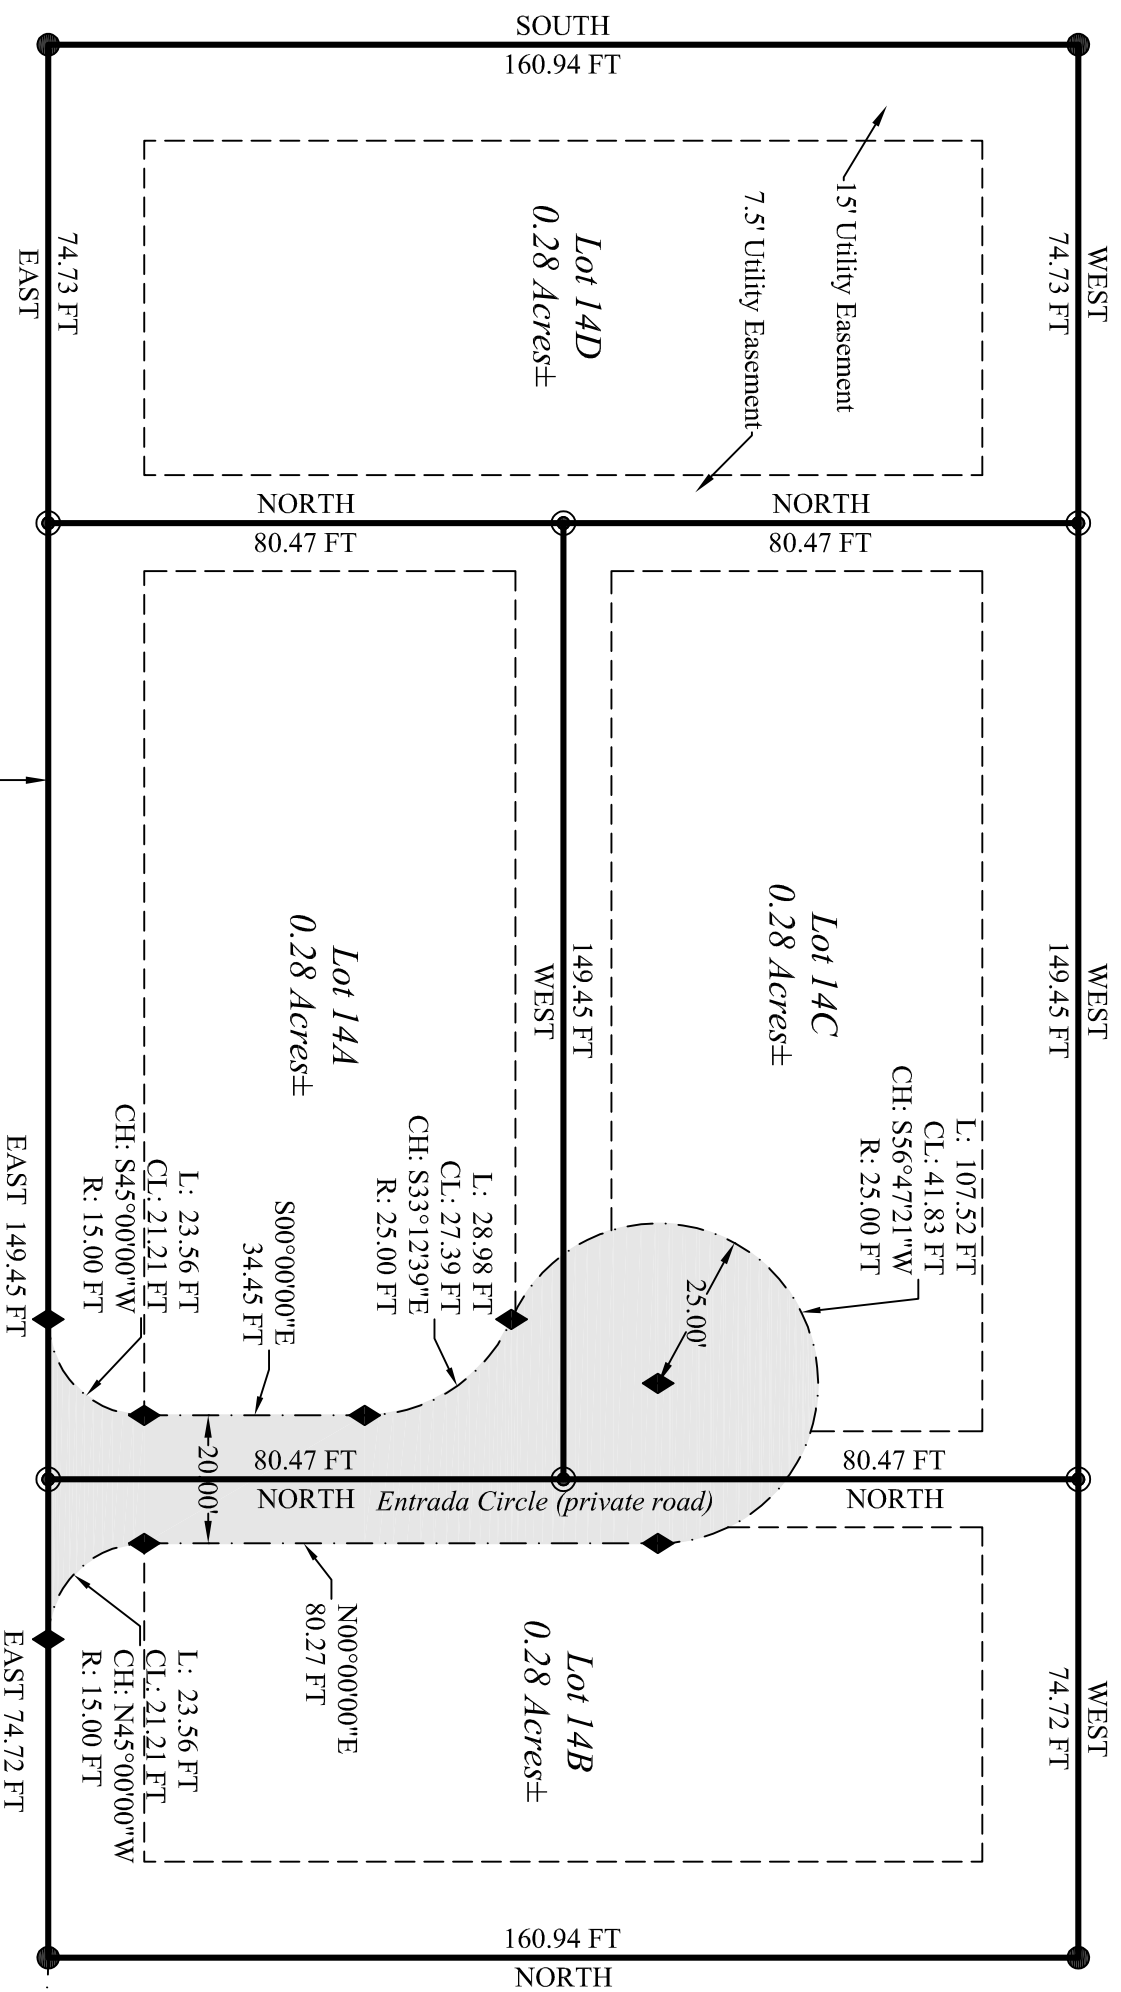 SOUTH
160.94 FT
WEST
74.73 FT
15' Utility Easement
7.5' Utility Easement
Lot 14D
0.28 Acres±
74.73 FT
EAST
NORTH
80.47 FT
NORTH
80.47 FT
WEST
149.45 FT
Lot 14C
0.28 Acres±
149.45 FT
WEST
Lot 14A
0.28 Acres±
L: 107.52 FT
CL: 41.83 FT
CH: S56°47'21"W
R: 25.00 FT
L: 28.98 FT
CL: 27.39 FT
CH: S33°12'39"E
R: 25.00 FT
S00°00'00"E
34.45 FT
L: 23.56 FT
CL: 21.21 FT
CH: S45°00'00"W
R: 15.00 FT
EAST 149.45 FT
25.00'
20.00'
80.47 FT
NORTH
Entrada Circle (private road)
80.47 FT
NORTH
N00°00'00"E
80.27 FT
L: 23.56 FT
CL: 21.21 FT
CH: N45°00'00"W
R: 15.00 FT
Lot 14B
0.28 Acres±
WEST
74.72 FT
EAST 74.72 FT
160.94 FT
NORTH